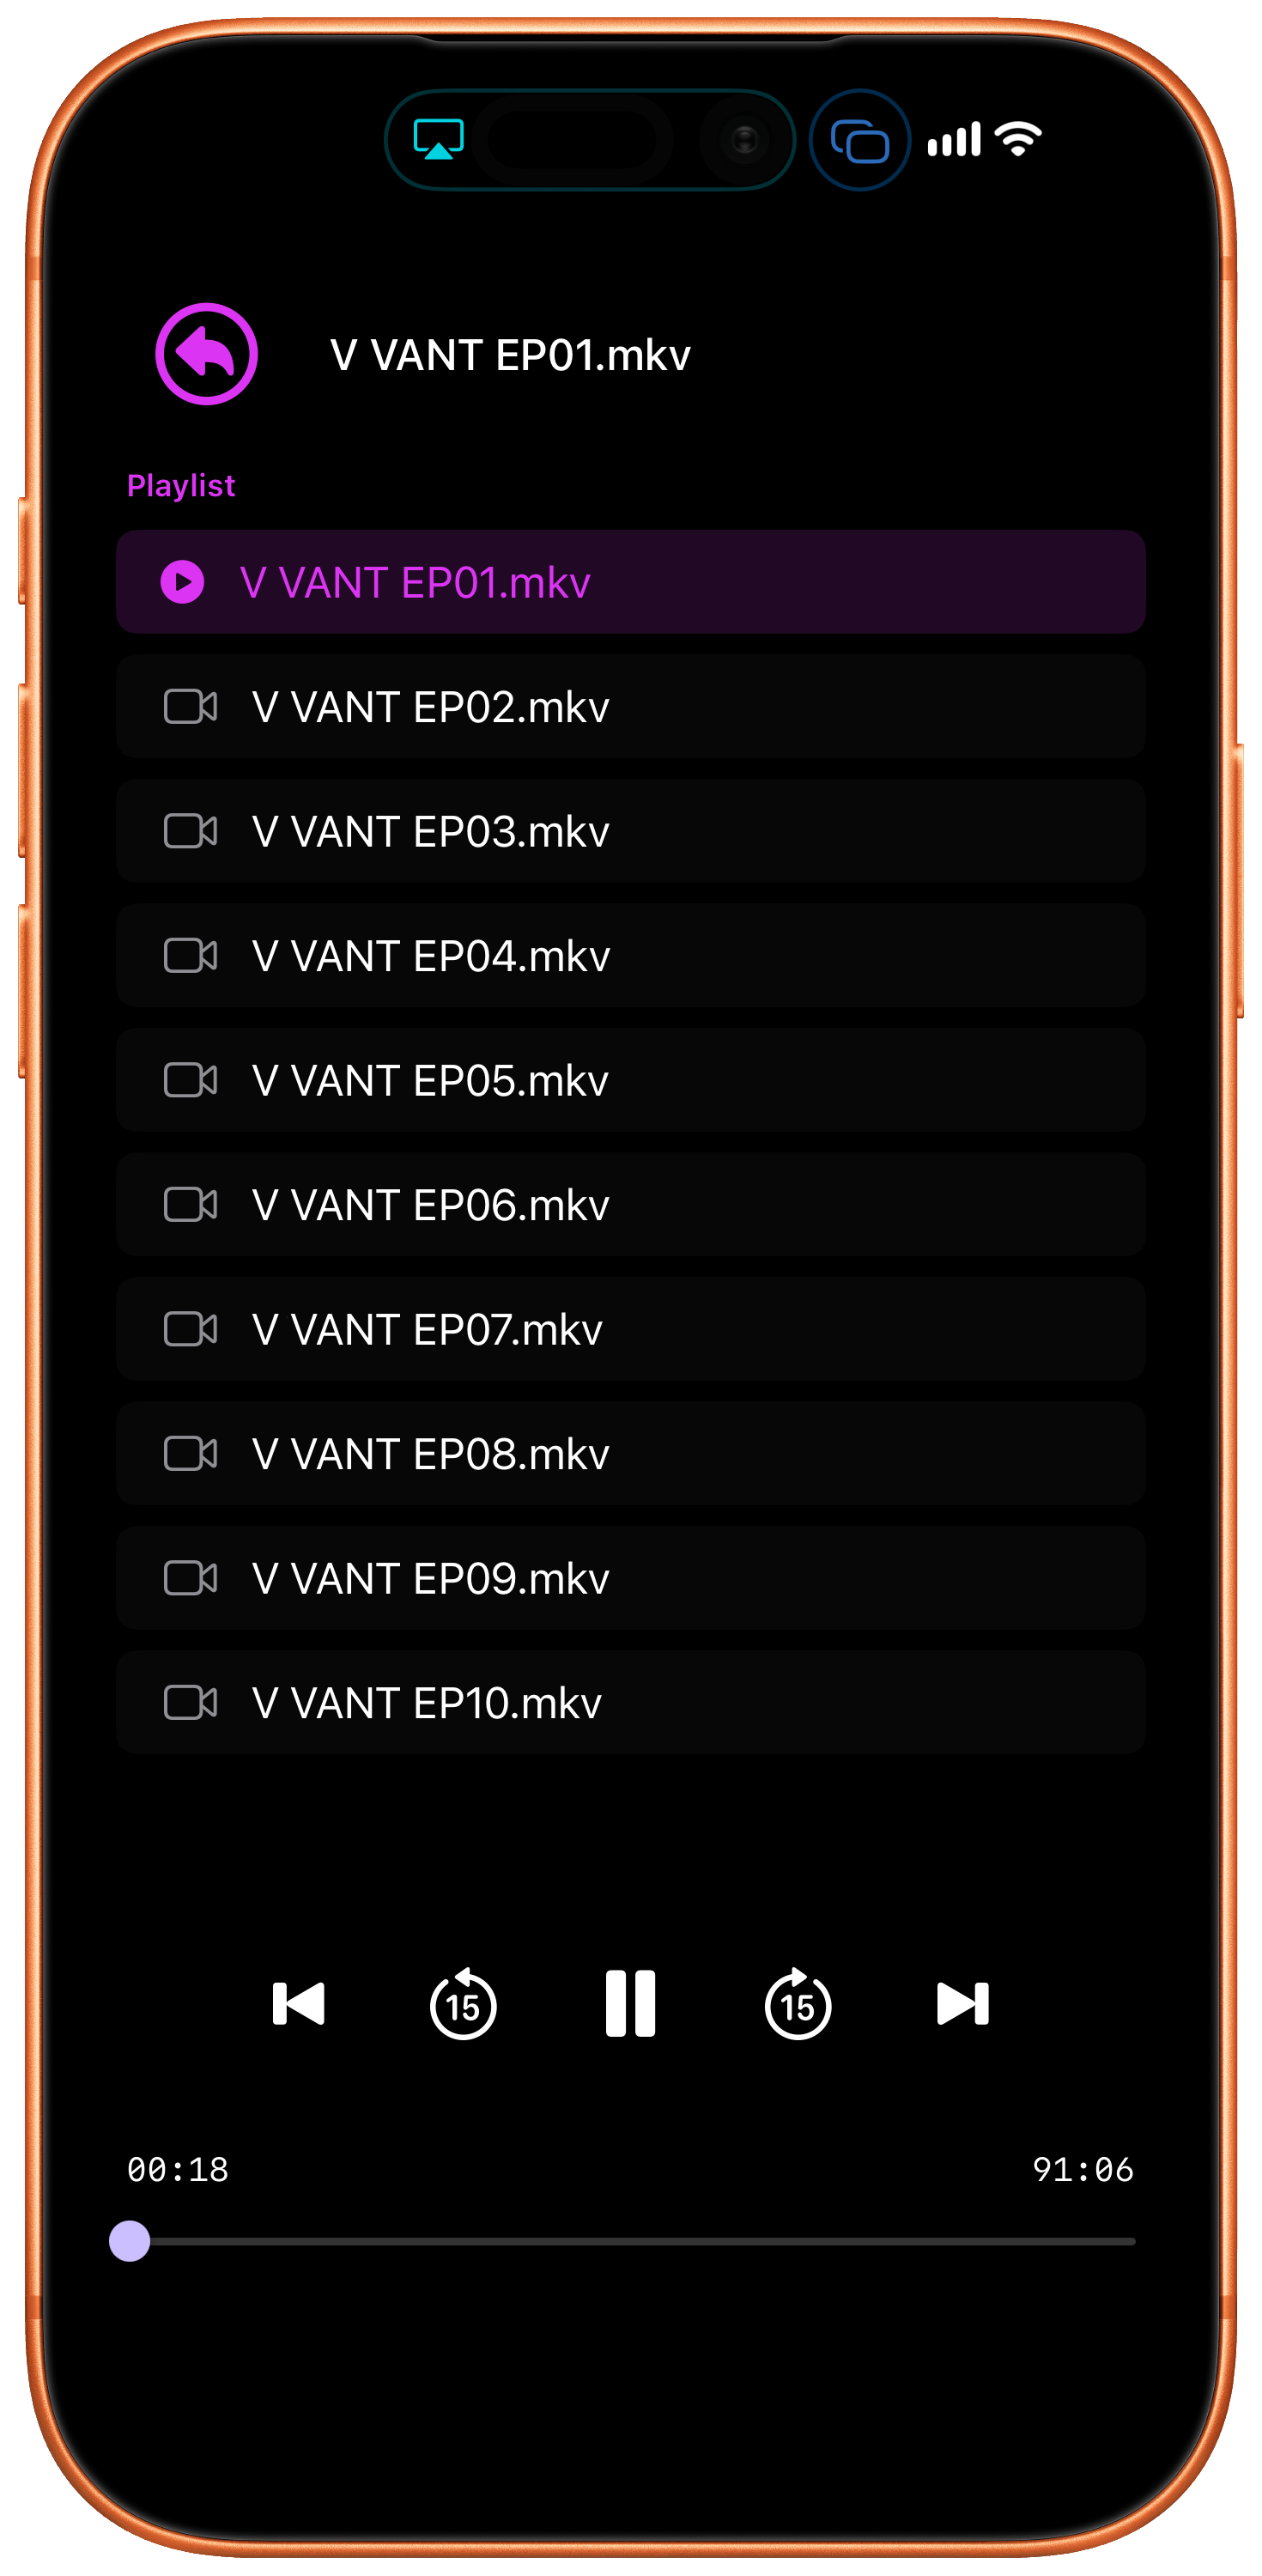 V VANT EP01.mkv
Playlist
V VANT EP01.mkv
V VANT EP02.mkv
V VANT EP03.mkv
V VANT EP04.mkv
V VANT EP05.mkv
V VANT EP06.mkv
V VANT EP07.mkv
V VANT EP08.mkv
V VANT EP09.mkv
V VANT EP10.mkv
15 15
00:18 91:06